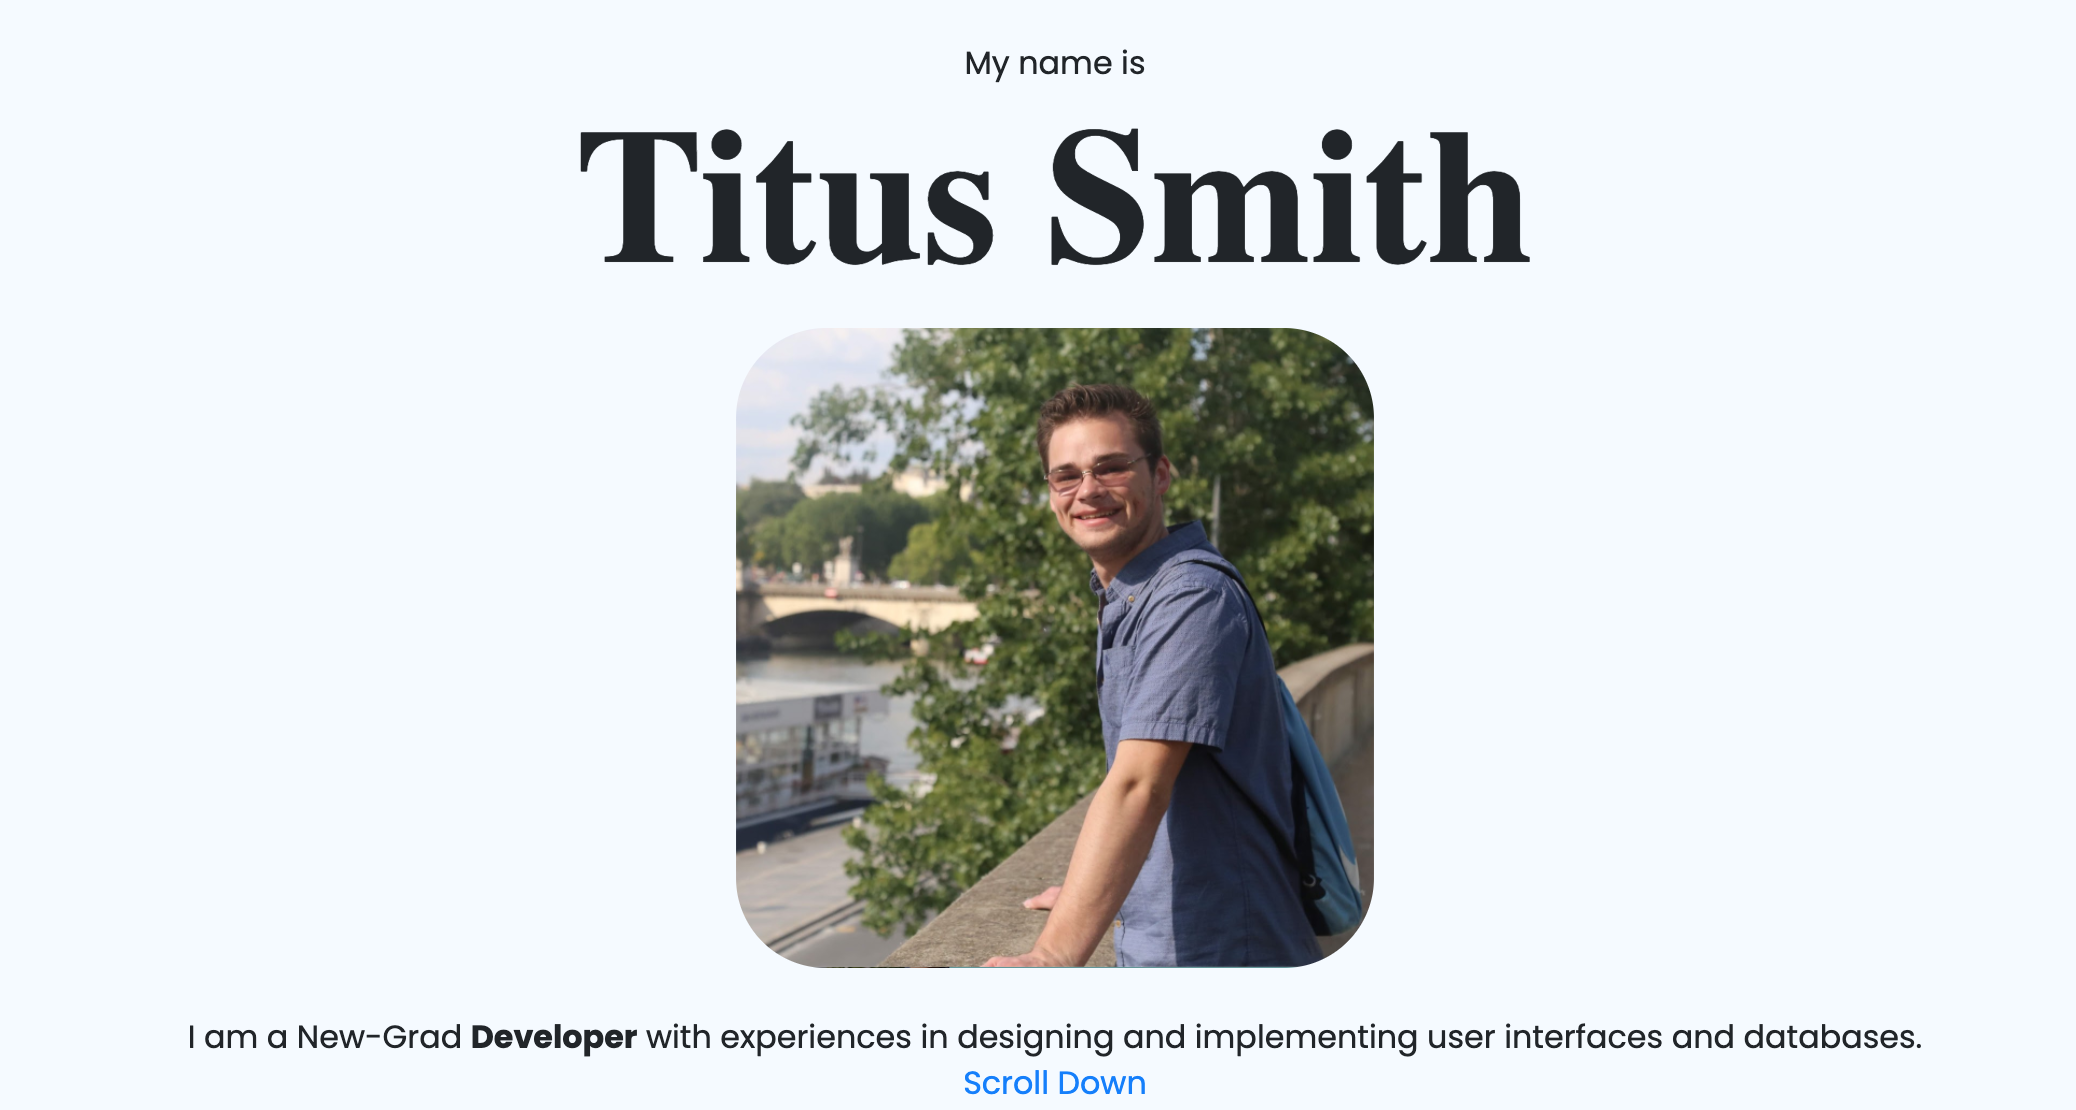 My name is
Titus Smith
I am a New-Grad Developer with experiences in designing and implementing user interfaces and databases.
Scroll Down